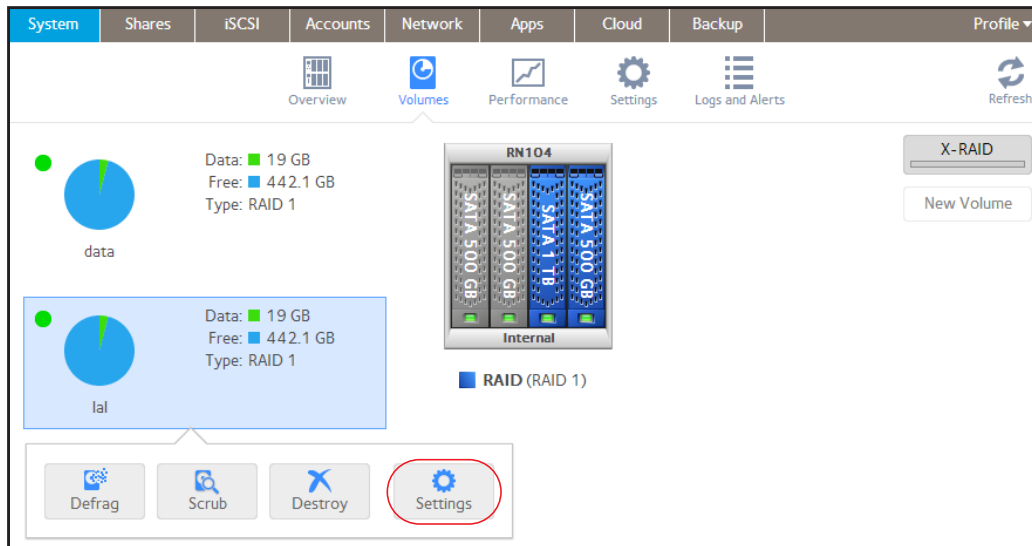 System Shares iSCSI Accounts Network Apps Cloud Backup Profile
Overview Volumes Performance Settings Logs and Alerts Refresh
Data: 19 GB
Free: 442.1 GB
Type: RAID 1
data
RN104
SATA 500 GB
SATA 500 GB
SATA 1 TB
SATA 500 GB
Internal
RAID (RAID 1)
X-RAID
New Volume
Data: 19 GB
Free: 442.1 GB
Type: RAID 1
lal
Defrag Scrub Destroy Settings